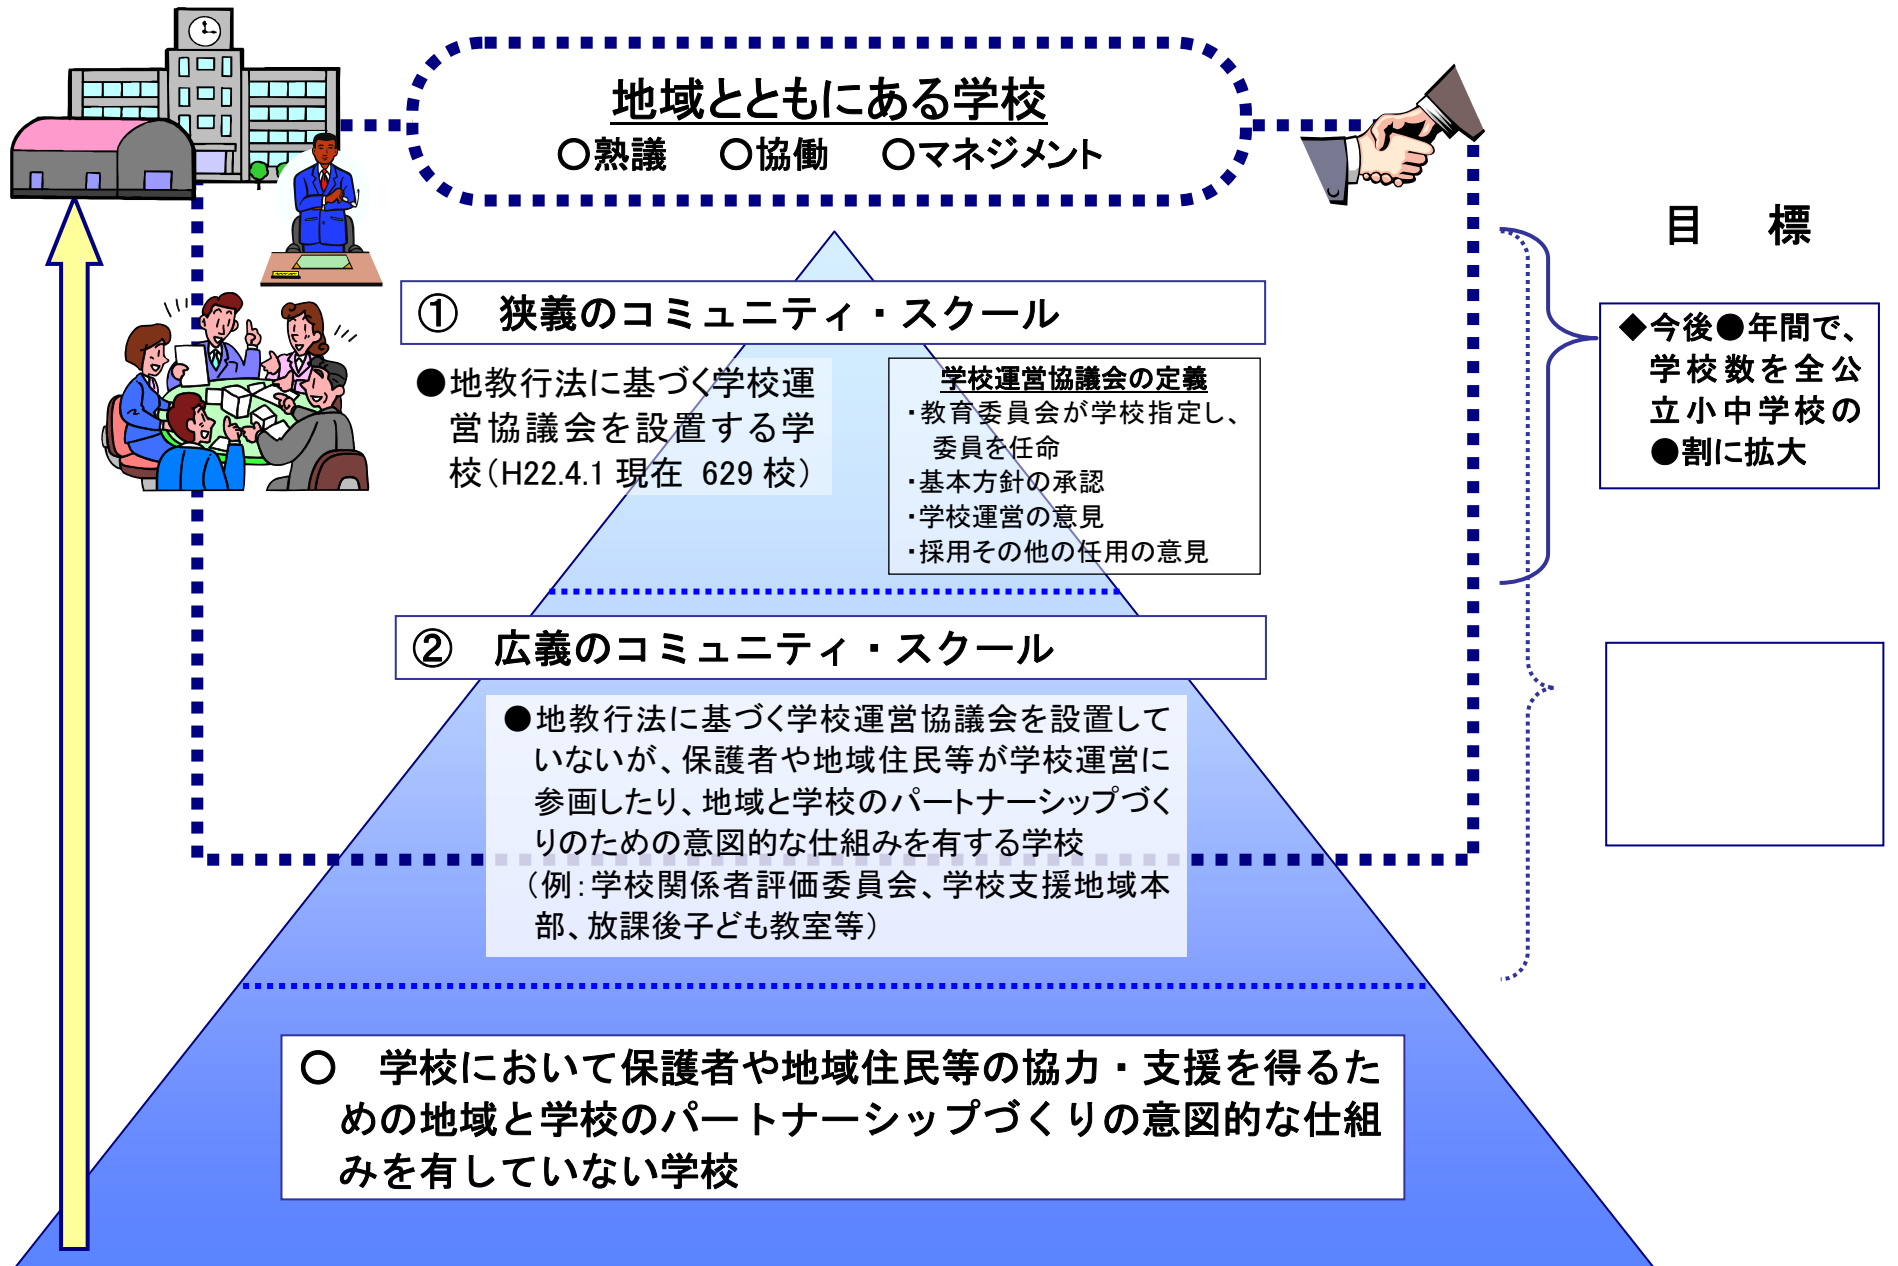 地域とともにある学校
○熟議　○協働　○マネジメント
目　標
①　狭義のコミュニティ・スクール
●地教行法に基づく学校運
営協議会を設置する学
校（H22.4.1 現在 629 校）
学校運営協議会の定義
・教育委員会が学校指定し、
委員を任命
・基本方針の承認
・学校運営の意見
・採用その他の任用の意見
◆今後●年間で、
学校数を全公
立小中学校の
●割に拡大
②　広義のコミュニティ・スクール
●地教行法に基づく学校運営協議会を設置して
いないが、保護者や地域住民等が学校運営に
参画したり、地域と学校のパートナーシップづく
りのための意図的な仕組みを有する学校
（例：学校関係者評価委員会、学校支援地域本
部、放課後子ども教室等）
○　学校において保護者や地域住民等の協力・支援を得るた
めの地域と学校のパートナーシップづくりの意図的な仕組
みを有していない学校